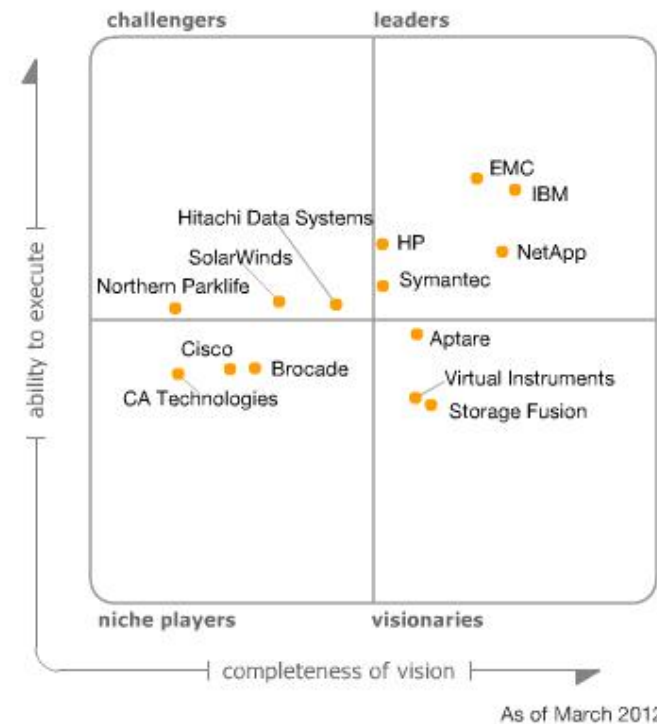 challengers
leaders
EMC
IBM
Hitachi Data Systems
HP
NetApp
SolarWinds
Symantec
Northern Parklife
Aptare
Cisco
Brocade
Virtual Instruments
CA Technologies
Storage Fusion
ability to execute
niche players
visionaries
completeness of vision
As of March 2012